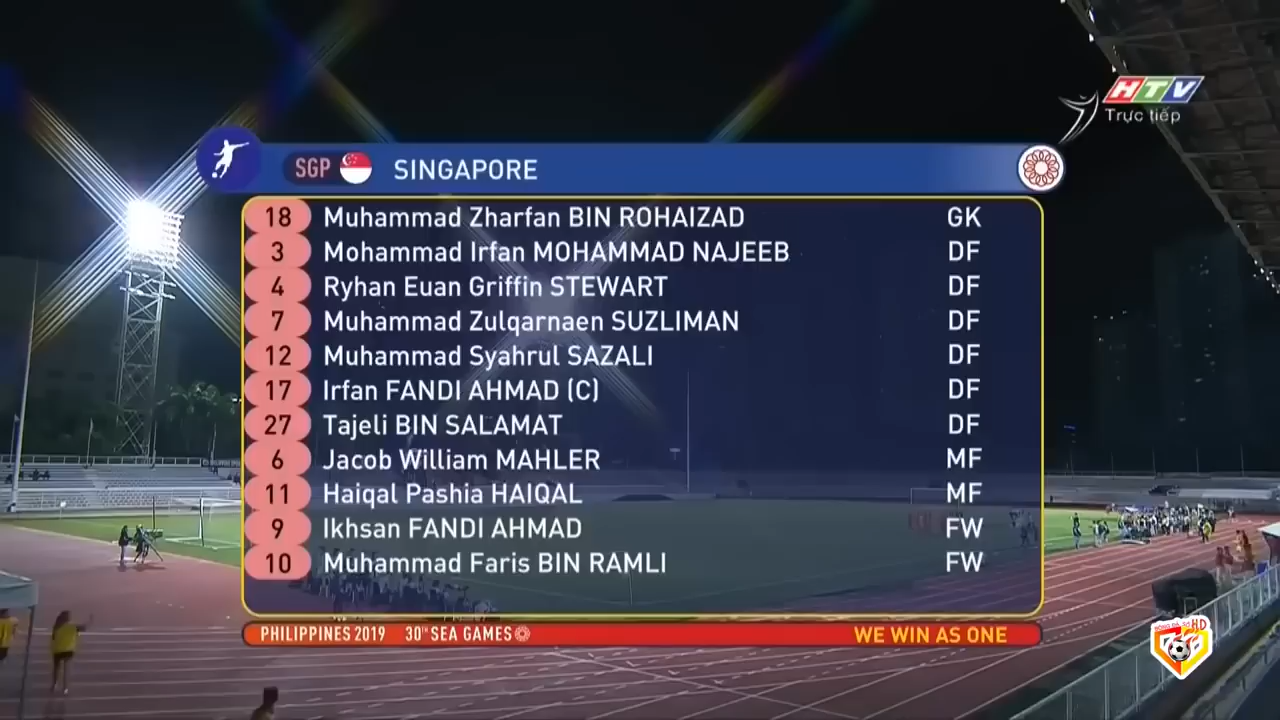 HTV
Trực tiếp
SGP SINGAPORE
18 Muhammad Zharfan BIN ROHAIZAD GK
3 Mohammad Irfan MOHAMMAD NAJEEB DF
4 Ryhan Euan Griffin STEWART DF
7 Muhammad Zulqarnaen SUZLIMAN DF
12 Muhammad Syahrul SAZALI DF
17 Irfan FANDI AHMAD (C) DF
27 Tajeli BIN SALAMAT DF
6 Jacob William MAHLER MF
11 Haiqal Pashia HAIQAL MF
9 Ikhsan FANDI AHMAD FW
10 Muhammad Faris BIN RAMLI FW
PHILIPPINES 2019 30TH SEA GAMES WE WIN AS ONE
HD